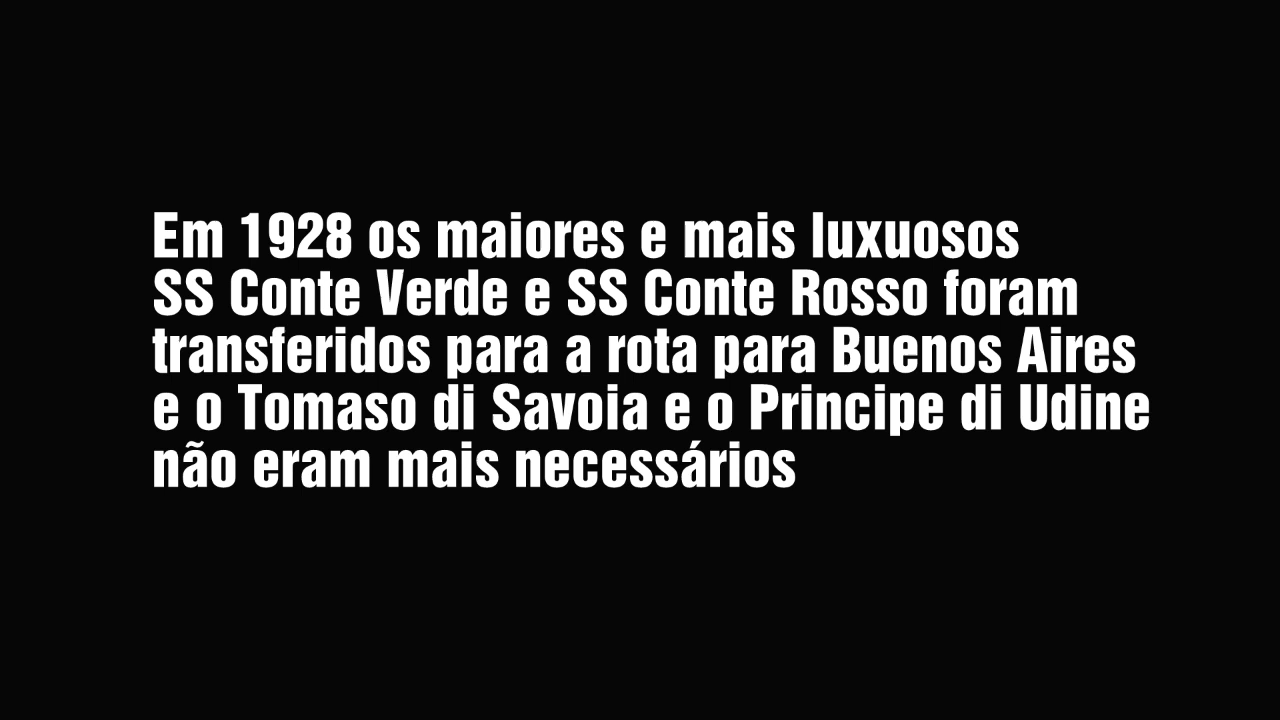 Em 1928 os maiores e mais luxuosos
SS Conte Verde e SS Conte Rosso foram
transferidos para a rota para Buenos Aires
e o Tomaso di Savoia e o Principe di Udine
não eram mais necessários